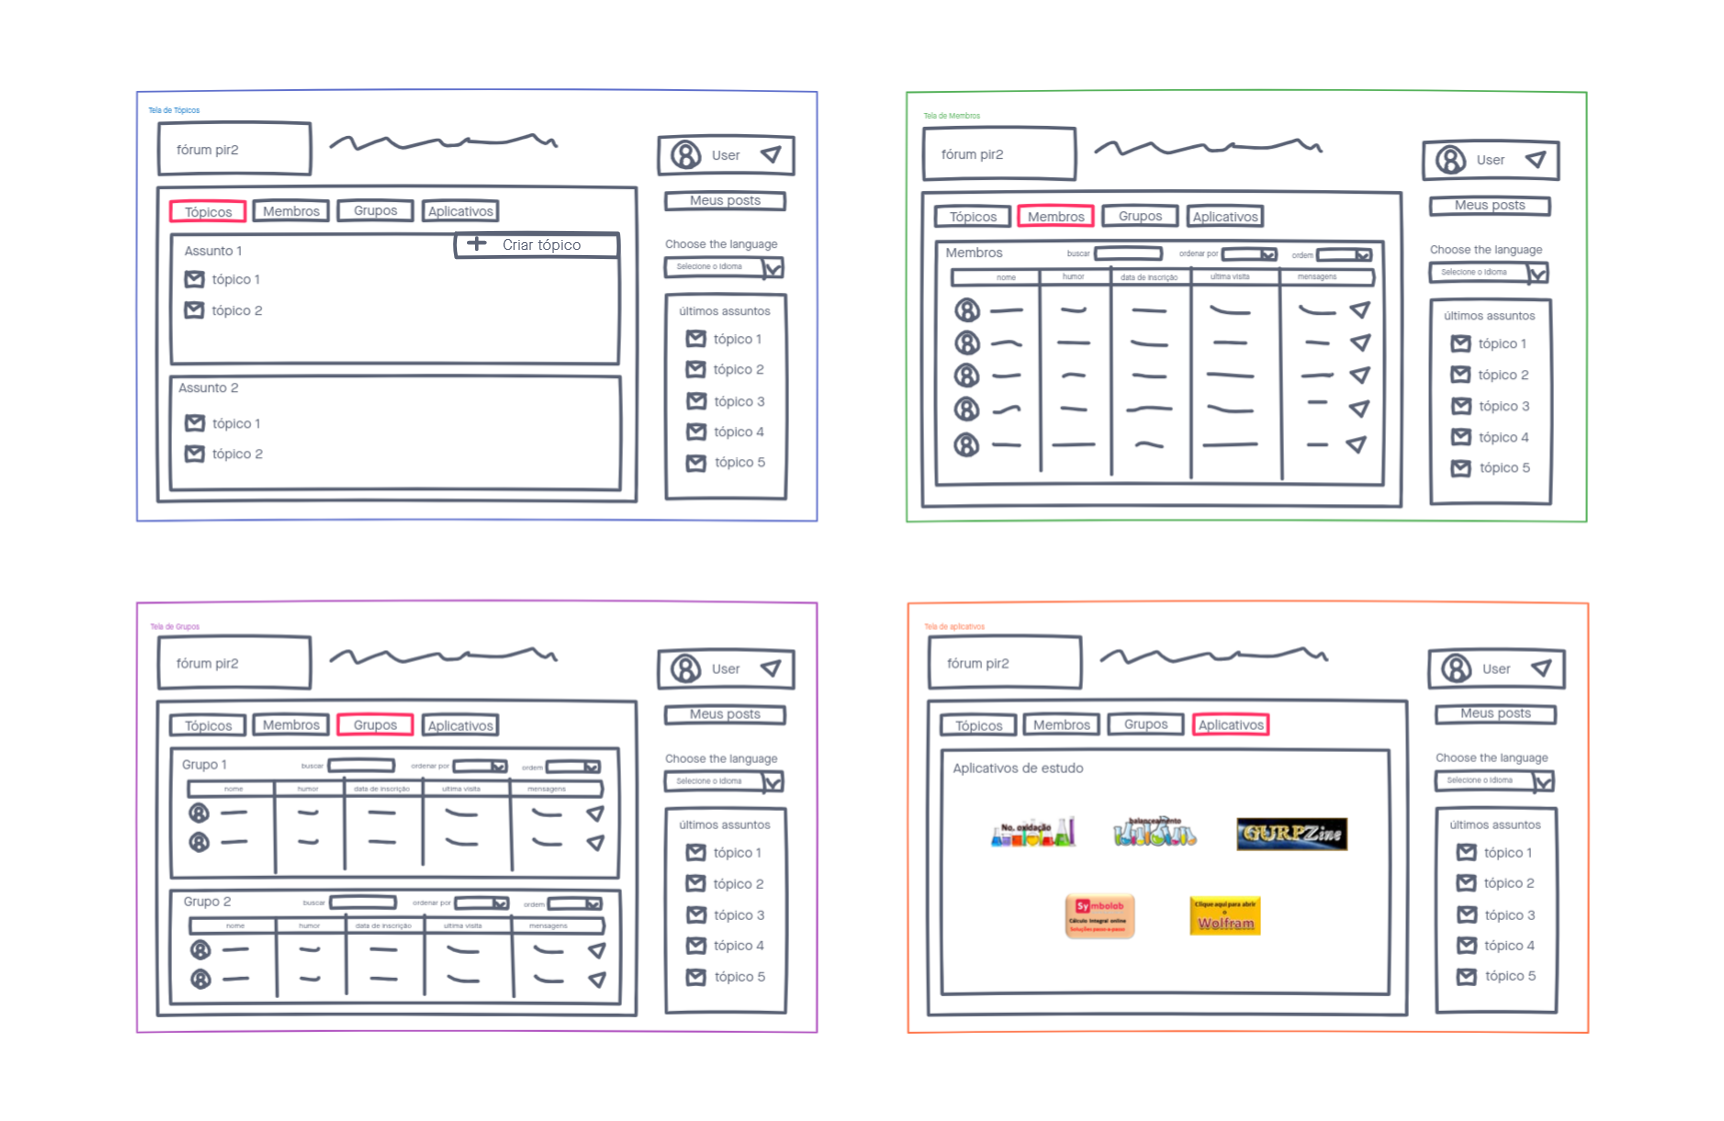 Tela de Tópicos
fórum pir2
User
Meus posts
Tópicos Membros Grupos Aplicativos
Criar tópico
Assunto 1
tópico 1
tópico 2
Assunto 2
tópico 1
tópico 2
Choose the language
Selecione o Idioma
últimos assuntos
tópico 1
tópico 2
tópico 3
tópico 4
tópico 5
Tela de Membros
fórum pir2
User
Meus posts
Tópicos Membros Grupos Aplicativos
Membros buscar ordenar por ordem
nome humor data de inscrição ultima visita mensagens
Choose the language
Selecione o Idioma
últimos assuntos
tópico 1
tópico 2
tópico 3
tópico 4
tópico 5
Tela de Grupos
fórum pir2
User
Meus posts
Tópicos Membros Grupos Aplicativos
Grupo 1 buscar ordenar por ordem
nome humor data de inscrição ultima visita mensagens
Grupo 2 buscar ordenar por ordem
nome humor data de inscrição ultima visita mensagens
Choose the language
Selecione o Idioma
últimos assuntos
tópico 1
tópico 2
tópico 3
tópico 4
tópico 5
Tela de aplicativos
fórum pir2
User
Meus posts
Tópicos Membros Grupos Aplicativos
Aplicativos de estudo
No. oxidação
balanceamento
GURPZine
Symbolab
Cálculo Integral online
Soluções passo a passo
Clique aqui para abrir
o
Wolfram
Choose the language
Selecione o Idioma
últimos assuntos
tópico 1
tópico 2
tópico 3
tópico 4
tópico 5